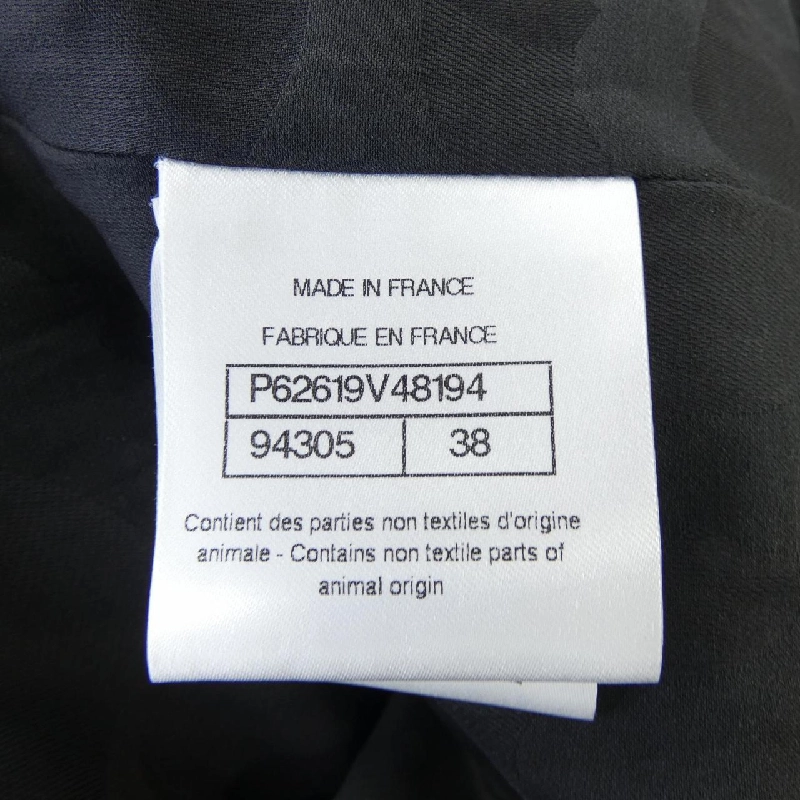 MADE IN FRANCE
FABRIQUE EN FRANCE
P62619V48194
94305 38
Contient des parties non textiles d'origine
animale - Contains non textile parts of
animal origin